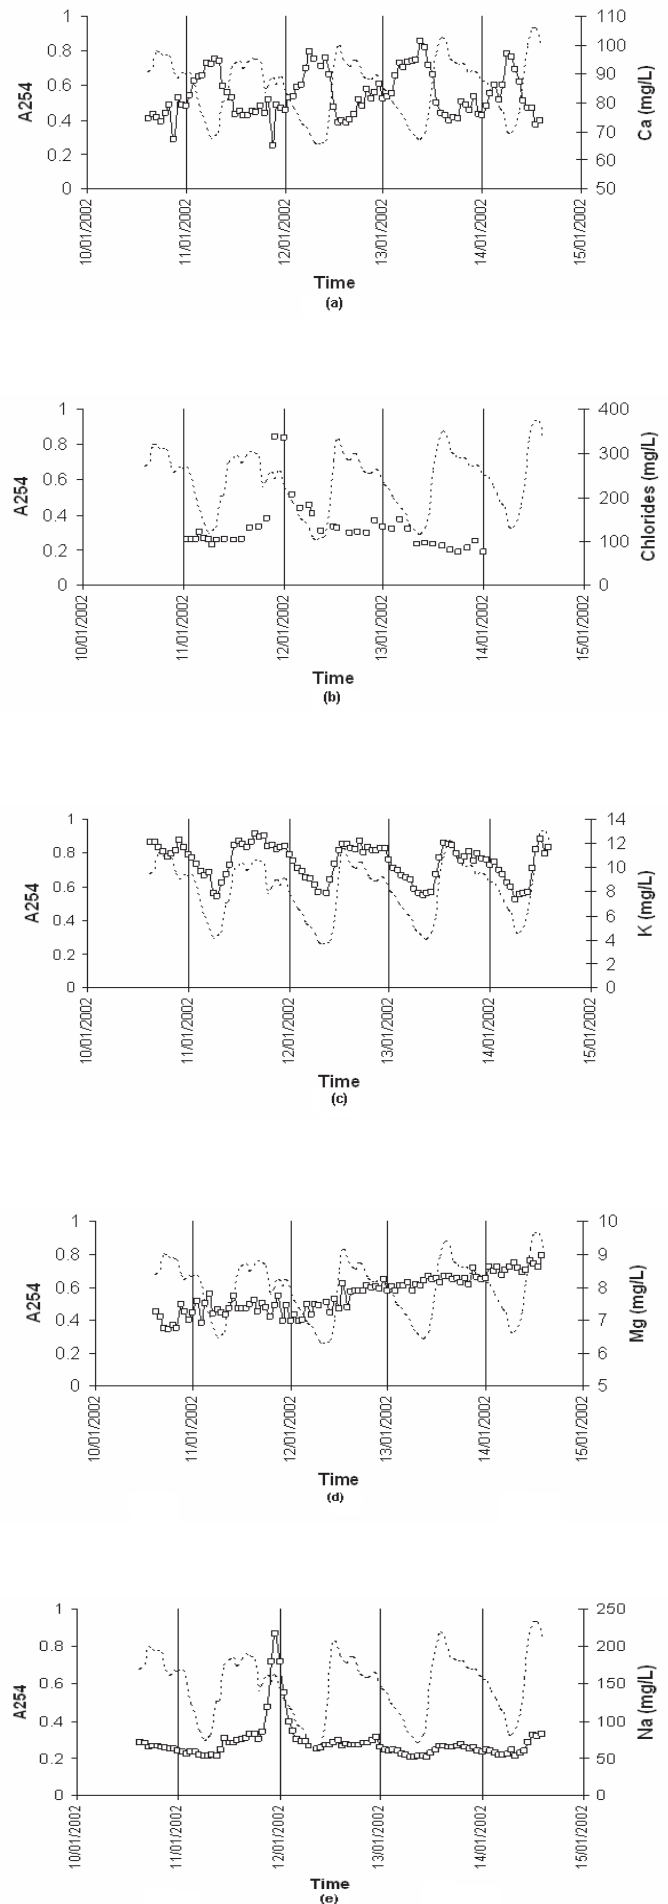 1 110
0.8 100
0.6 90
80
0.4 70
0.2 60
0 50
A254
Ca (mg/L)
10/01/2002 11/01/2002 12/01/2002 13/01/2002 14/01/2002 15/01/2002
Time
(a)
1 400
0.8 300
0.6
200
0.4
0.2 100
0 0
A254
Chlorides (mg/L)
10/01/2002 11/01/2002 12/01/2002 13/01/2002 14/01/2002 15/01/2002
Time
(b)
1 14
12
0.8 10
0.6 8
0.4 6
4
0.2 2
0 0
A254
K (mg/L)
10/01/2002 11/01/2002 12/01/2002 13/01/2002 14/01/2002 15/01/2002
Time
(c)
1 10
0.8 9
0.6 8
0.4 7
0.2 6
0 5
A254
Mg (mg/L)
10/01/2002 11/01/2002 12/01/2002 13/01/2002 14/01/2002 15/01/2002
Time
(d)
1 250
0.8 200
0.6 150
0.4 100
0.2 50
0 0
A254
Na (mg/L)
10/01/2002 11/01/2002 12/01/2002 13/01/2002 14/01/2002 15/01/2002
Time
(e)